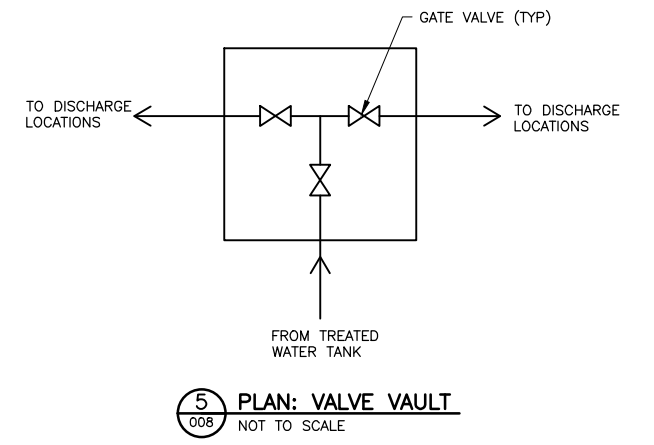 GATE VALVE (TYP)
TO DISCHARGE
LOCATIONS
TO DISCHARGE
LOCATIONS
FROM TREATED
WATER TANK
5
008
PLAN: VALVE VAULT
NOT TO SCALE